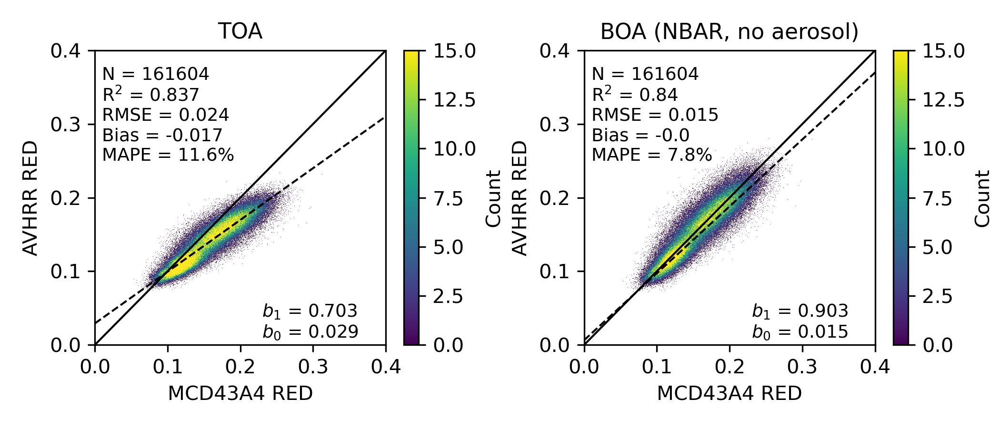 TOA
0.4
0.3
0.2
0.1
0.0
AVHRR RED
N = 161604
R² = 0.837
RMSE = 0.024
Bias = -0.017
MAPE = 11.6%
b₁ = 0.703
b₀ = 0.029
0.0 0.1 0.2 0.3 0.4
MCD43A4 RED
15.0
12.5
10.0
7.5
5.0
2.5
0.0
Count
BOA (NBAR, no aerosol)
0.4
0.3
0.2
0.1
0.0
AVHRR RED
N = 161604
R² = 0.84
RMSE = 0.015
Bias = -0.0
MAPE = 7.8%
b₁ = 0.903
b₀ = 0.015
0.0 0.1 0.2 0.3 0.4
MCD43A4 RED
15.0
12.5
10.0
7.5
5.0
2.5
0.0
Count